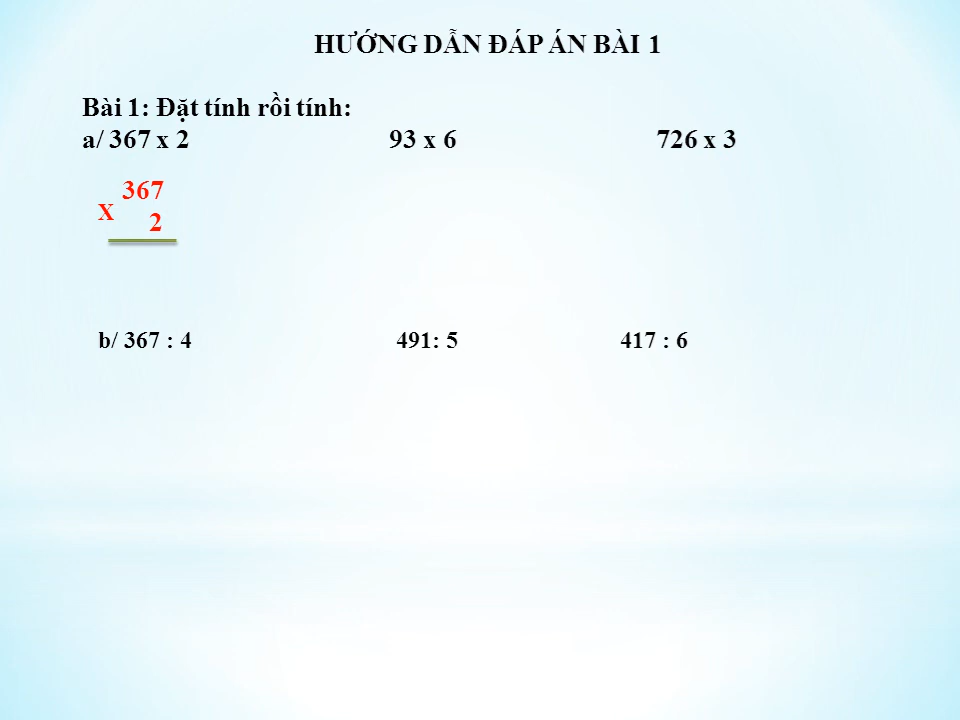 HƯỚNG DẪN ĐÁP ÁN BÀI 1
Bài 1: Đặt tính rồi tính:
a/ 367 x 2 93 x 6 726 x 3
367
X
2
b/ 367 : 4 491: 5 417 : 6